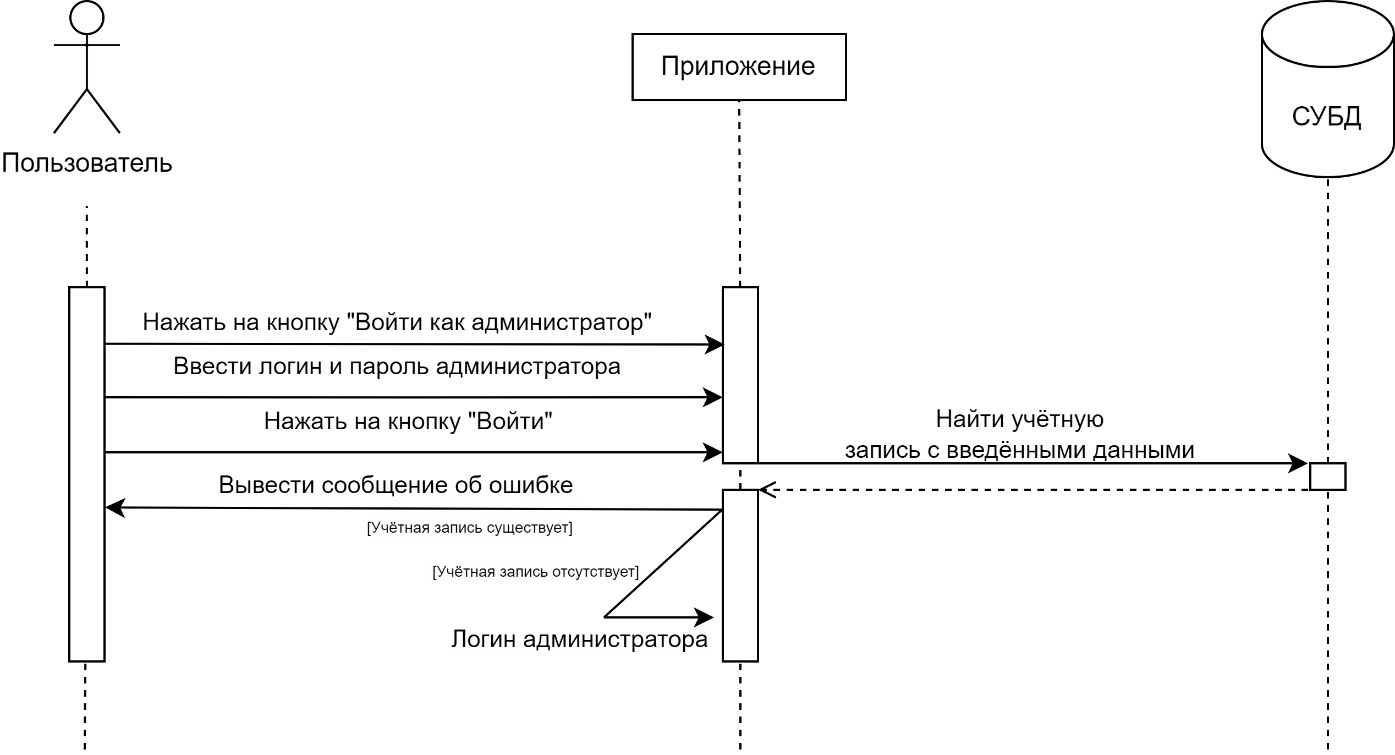 Приложение
СУБД
Пользователь
Нажать на кнопку "Войти как администратор"
Ввести логин и пароль администратора
Нажать на кнопку "Войти"
Найти учётную
запись с введёнными данными
Вывести сообщение об ошибке
[Учётная запись существует]
[Учётная запись отсутствует]
Логин администратора